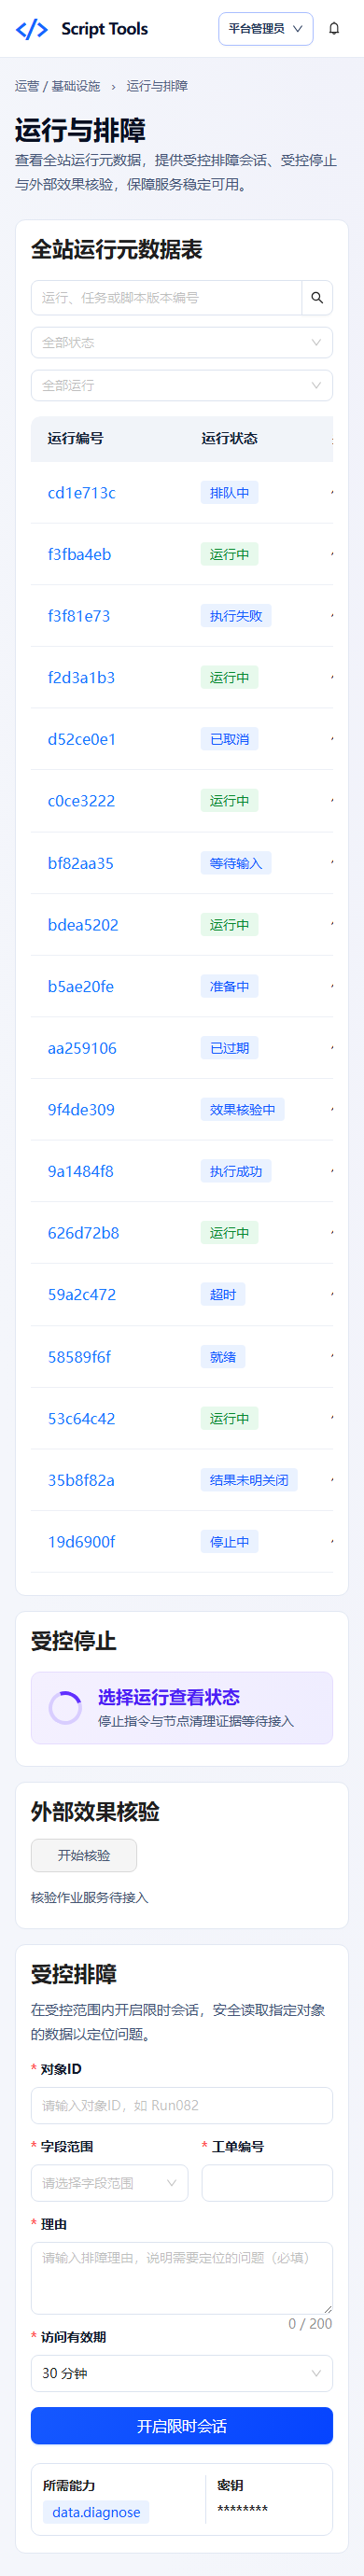 Script Tools
平台管理员
运营 / 基础设施 › 运行与排障
运行与排障
查看全站运行元数据，提供受控排障会话、受控停止
与外部效果核验，保障服务稳定可用。
全站运行元数据表
运行、任务或脚本版本编号
全部状态
全部运行
运行编号 运行状态
cd1e713c 排队中
f3fba4eb 运行中
f3f81e73 执行失败
f2d3a1b3 运行中
d52ce0e1 已取消
c0ce3222 运行中
bf82aa35 等待输入
bdea5202 运行中
b5ae20fe 准备中
aa259106 已过期
9f4de309 效果核验中
9a1484f8 执行成功
626d72b8 运行中
59a2c472 超时
58589f6f 就绪
53c64c42 运行中
35b8f82a 结果未明关闭
19d6900f 停止中
受控停止
选择运行查看状态
停止指令与节点清理证据等待接入
外部效果核验
开始核验
核验作业服务待接入
受控排障
在受控范围内开启限时会话，安全读取指定对象
的数据以定位问题。
* 对象ID
请输入对象ID，如 Run082
* 字段范围 * 工单编号
请选择字段范围
* 理由
请输入排障理由，说明需要定位的问题（必填）
0 / 200
* 访问有效期
30 分钟
开启限时会话
所需能力 密钥
data.diagnose ********